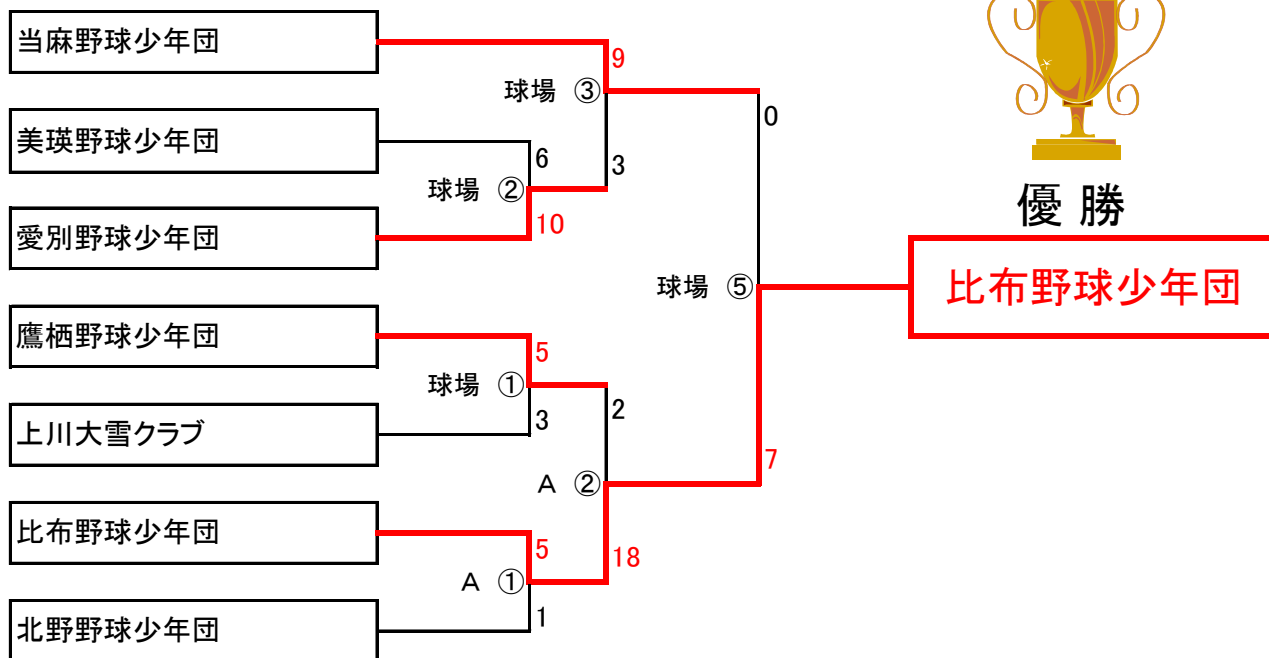 当麻野球少年団
9
球場 ③
0
美瑛野球少年団
6
3
球場 ②
優 勝
10
愛別野球少年団
球場 ⑤
比布野球少年団
鷹栖野球少年団
5
球場 ①
2
3
上川大雪クラブ
7
A ②
比布野球少年団
5
18
A ①
1
北野野球少年団